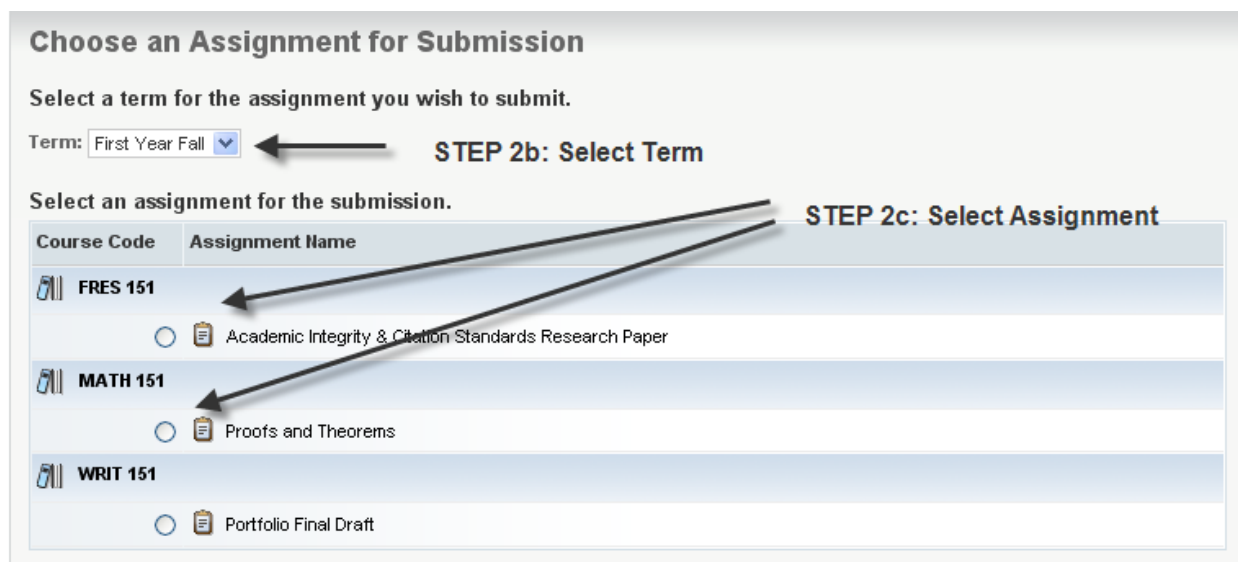 Choose an Assignment for Submission
Select a term for the assignment you wish to submit.
Term: First Year Fall
STEP 2b: Select Term
Select an assignment for the submission.
STEP 2c: Select Assignment
Course Code Assignment Name
FRES 151
Academic Integrity & Citation Standards Research Paper
MATH 151
Proofs and Theorems
WRIT 151
Portfolio Final Draft